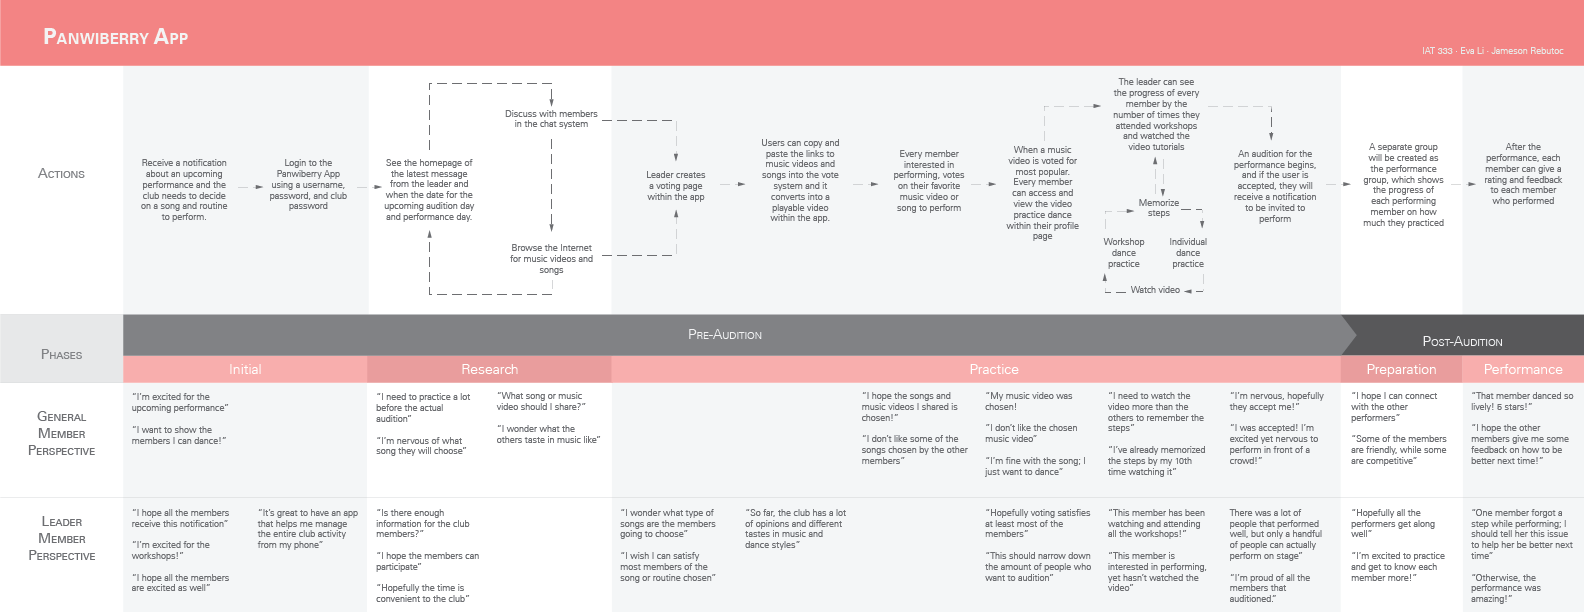 PANWIBERRY APP
IAT 333 · Eva Li · Jameson Rebutoc
ACTIONS
Receive a notification
about an upcoming
performance and the
club needs to decide
on a song and routine
to perform.
Login to the
Panwiberry App
using a username,
password, and club
password
See the homepage of
the latest message
from the leader and
when the date for the
upcoming audition day
and performance day.
Discuss with members
in the chat system
Browse the Internet
for music videos and
songs
Leader creates
a voting page
within the app
Users can copy and
paste the links to
music videos and
songs into the vote
system and it
converts into a
playable video
within the app.
Every member
interested in
performing, votes
on their favorite
music video or
song to perform
When a music
video is voted for
most popular.
Every member
can access and
view the video
practice dance
within their profile
page
The leader can see
the progress of every
member by the
number of times they
attended workshops
and watched the
video tutorials
Memorize
steps
Workshop
dance
practice
Individual
dance
practice
Watch video
An audition for the
performance begins,
and if the user is
accepted, they will
receive a notification
to be invited to
perform
A separate group
will be created as
the performance
group, which shows
the progress of
each performing
member on how
much they practiced
After the
performance, each
member can give a
rating and feedback
to each member
who performed
PHASES
PRE-AUDITION
POST-AUDITION
Initial
Research
Practice
Preparation
Performance
GENERAL
MEMBER
PERSPECTIVE
"I'm excited for the
upcoming performance"
"I want to show the
members I can dance!"
"I need to practice a lot
before the actual
audition"
"I'm nervous of what
song they will choose"
"What song or music
video should I share?"
"I wonder what the
others taste in music like"
"I hope the songs and
music videos I shared is
chosen!"
"I don't like some of the
songs chosen by the other
members"
"My music video was
chosen!
"I don't like the chosen
music video"
"I'm fine with the song; I
just want to dance"
"I need to watch the
video more than the
others to remember the
steps"
"I've already memorized
the steps by my 10th
time watching it"
"I'm nervous, hopefully
they accept me!"
"I was accepted! I'm
excited yet nervous to
perform in front of a
crowd!"
"I hope I can connect
with the other
performers"
"Some of the members
are friendly, while some
are competitive"
"That member danced so
lively! 5 stars!"
"I hope the other
members give me some
feedback on how to be
better next time!"
LEADER
MEMBER
PERSPECTIVE
"I hope all the members
receive this notification"
"I'm excited for the
workshops!"
"I hope all the members
are excited as well"
"It's great to have an app
that helps me manage
the entire club activity
from my phone"
"Is there enough
information for the club
members?"
"I hope the members can
participate"
"Hopefully the time is
convenient to the club"
"I wonder what type of
songs are the members
going to choose"
"I wish I can satisfy
most members of the
song or routine chosen"
"So far, the club has a lot
of opinions and different
tastes in music and
dance styles"
"Hopefully voting satisfies
at least most of the
members"
"This should narrow down
the amount of people who
want to audition"
"This member has been
watching and attending
all the workshops!"
"This member is
interested in performing,
yet hasn't watched the
video"
There was a lot of
people that performed
well, but only a handful
of people can actually
perform on stage"
"I'm proud of all the
members that
auditioned."
"Hopefully all the
performers get along
well"
"I'm excited to practice
and get to know each
member more!"
"One member forgot a
step while performing; I
should tell her this issue
to help her be better next
time"
"Otherwise, the
performance was
amazing!"